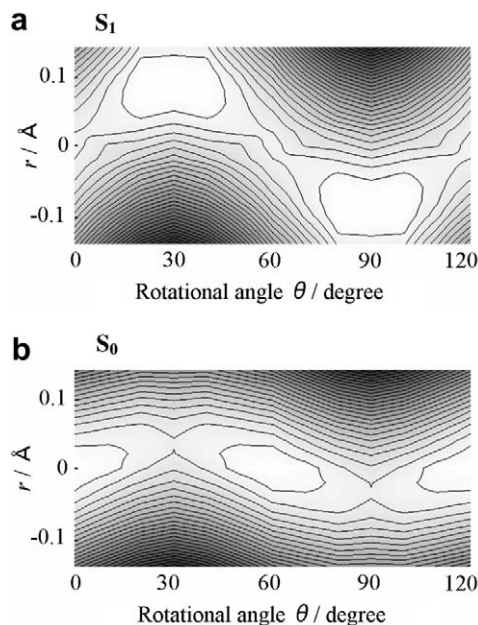 a
S₁
0.1
0
-0.1
r / Å
0 30 60 90 120
Rotational angle θ / degree
b
S₀
0.1
0
-0.1
r / Å
0 30 60 90 120
Rotational angle θ / degree